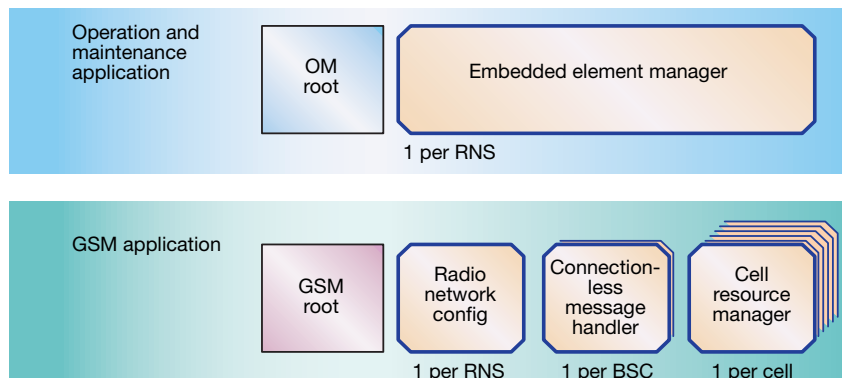 Operation and
maintenance
application
OM
root
Embedded element manager
1 per RNS
GSM application
GSM
root
Radio
network
config
Connection-
less
message
handler
Cell
resource
manager
1 per RNS
1 per BSC
1 per cell